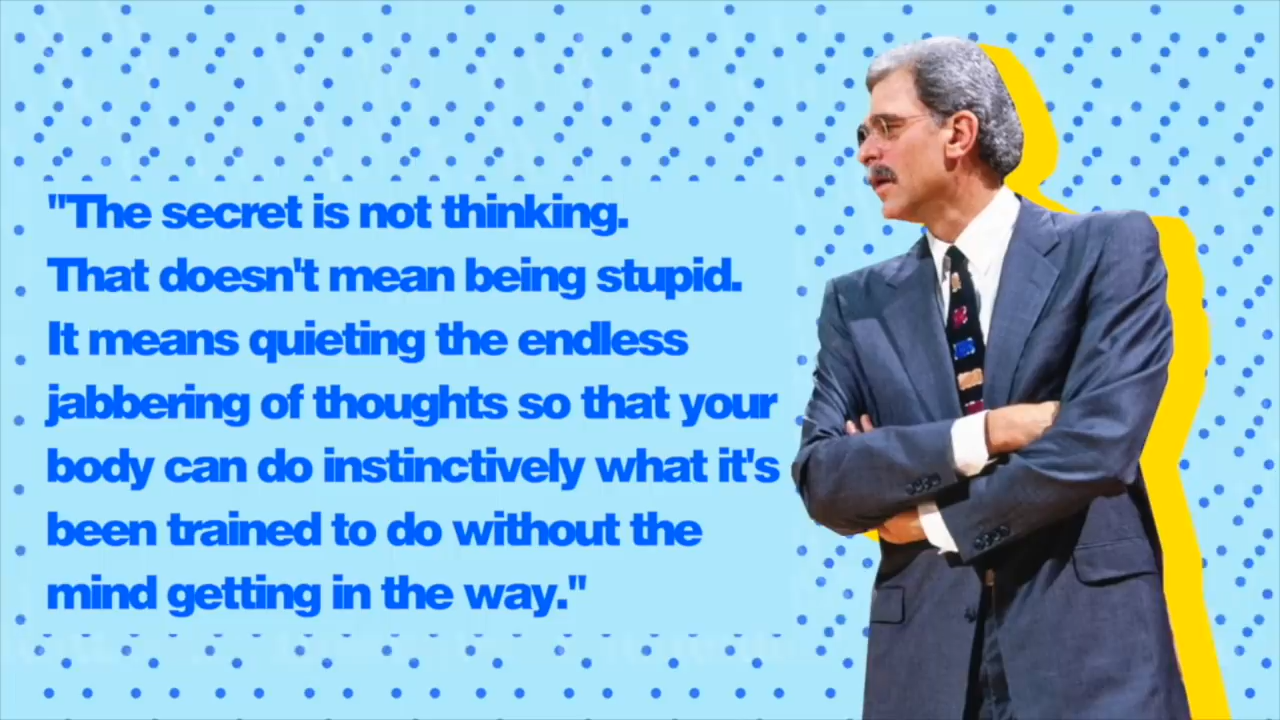 "The secret is not thinking.
That doesn't mean being stupid.
It means quieting the endless
jabbering of thoughts so that your
body can do instinctively what it's
been trained to do without the
mind getting in the way."